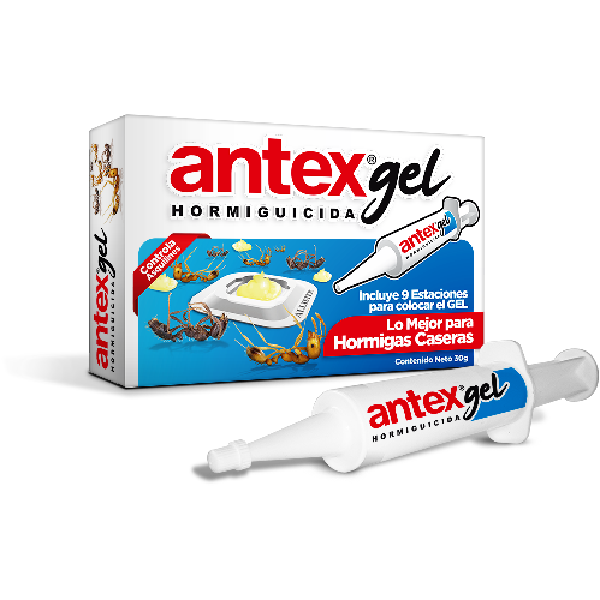 antex® gel
HORMIGUICIDA
Controla
antex® gel
HORMIGUICIDA
Incluye 9 Estaciones
para colocar el GEL
Lo Mejor para
Hormigas Caseras
Contenido Neto 30g
antex® gel
HORMIGUICIDA
antex® gel
HORMIGUICIDA